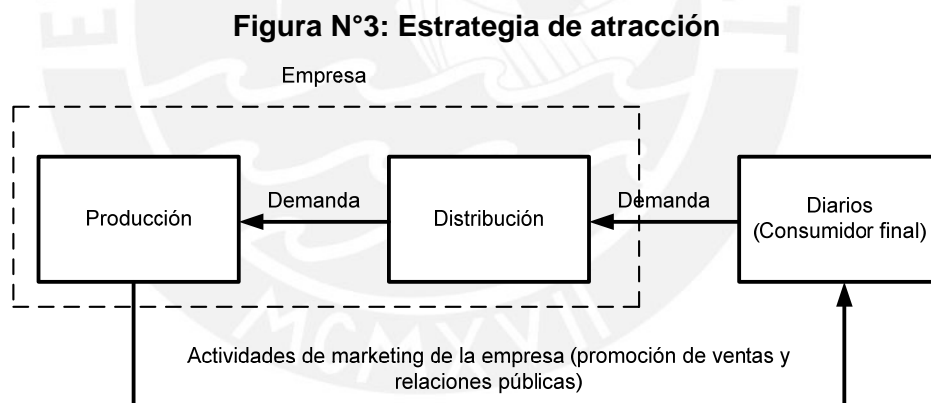 Figura N°3: Estrategia de atracción
Empresa
Producción
Demanda
Distribución
Demanda
Diarios
(Consumidor final)
MCMXVII
Actividades de marketing de la empresa (promoción de ventas y
relaciones públicas)